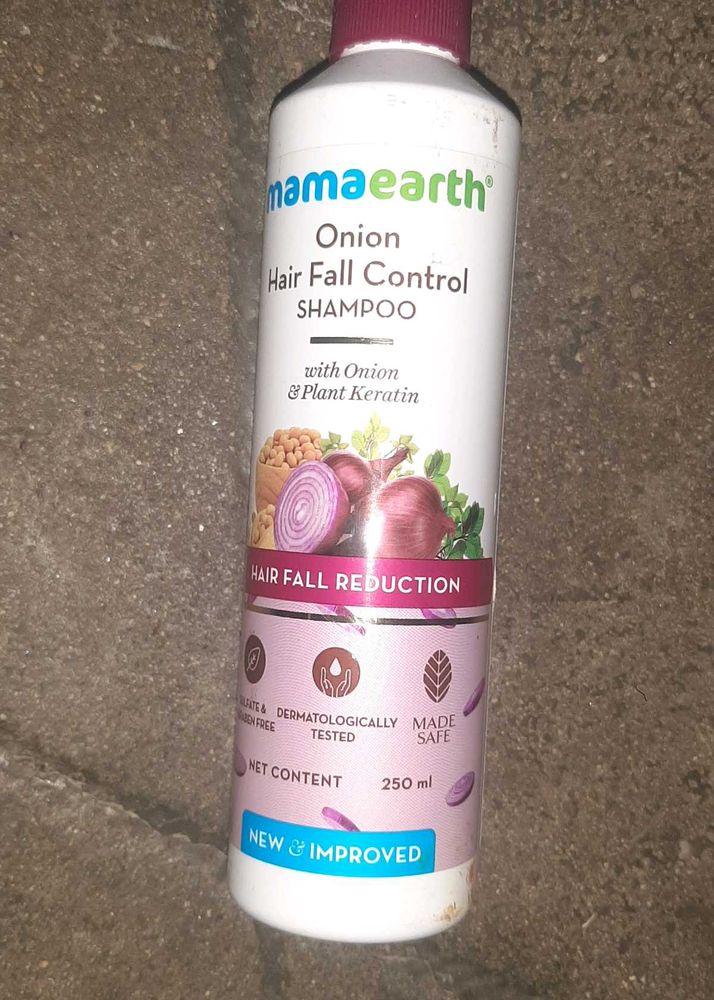 mamaearth®
Onion
Hair Fall Control
SHAMPOO
with Onion
& Plant Keratin
HAIR FALL REDUCTION
& 
FREE
DERMATOLOGICALLY
TESTED
MADE
SAFE
NET CONTENT 250 ml
NEW & IMPROVED